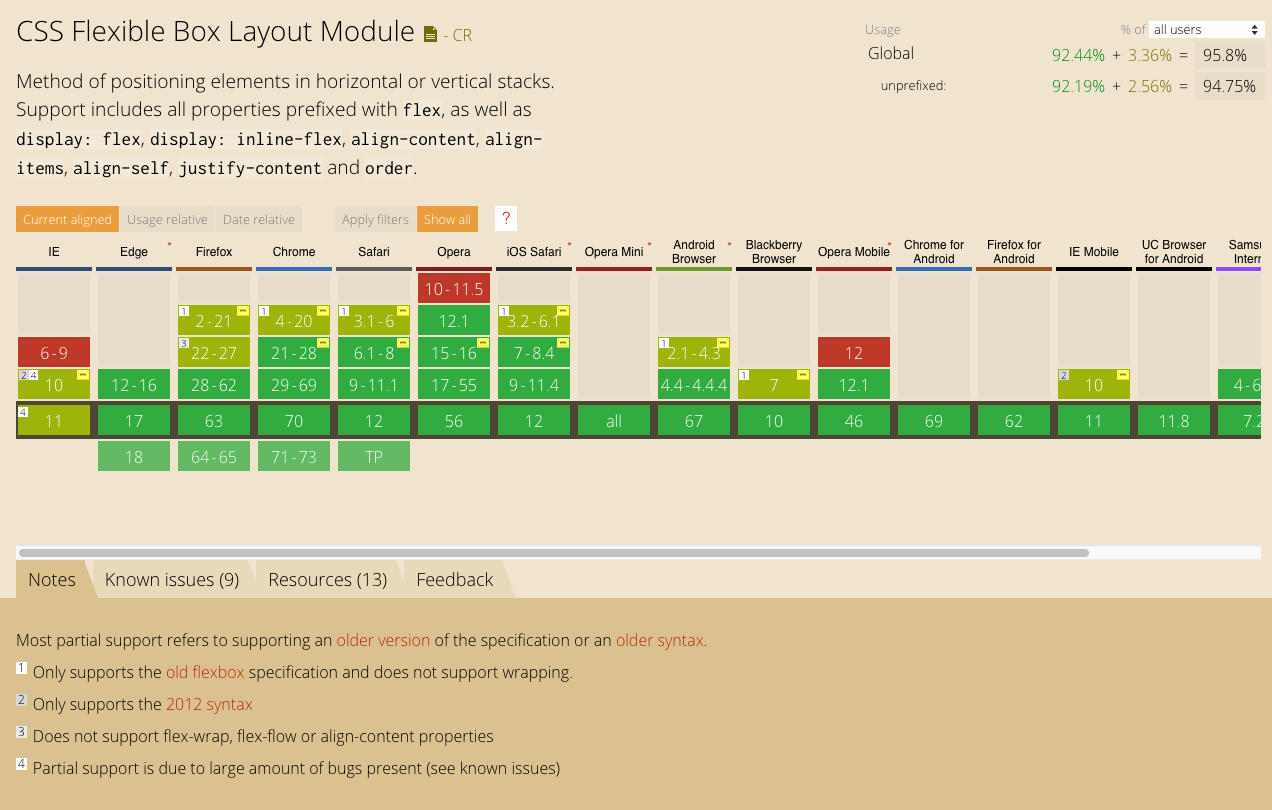 CSS Flexible Box Layout Module - CR
Usage % of all users
Global 92.44% + 3.36% = 95.8%
unprefixed: 92.19% + 2.56% = 94.75%
Method of positioning elements in horizontal or vertical stacks.
Support includes all properties prefixed with flex, as well as
display: flex, display: inline-flex, align-content, align-
items, align-self, justify-content and order.
Current aligned Usage relative Date relative Apply filters Show all ?
IE Edge * Firefox Chrome Safari Opera iOS Safari * Opera Mini * Android Browser * Blackberry Browser Opera Mobile * Chrome for Android Firefox for Android IE Mobile UC Browser for Android Samsu Intern
10-11.5
1 2-21 1 4-20 1 3.1-6 12.1 1 3.2-6.1
6-9 3 22-27 21-28 6.1-8 15-16 7-8.4 1 2.1-4.3 12
2 4 10 12-16 28-62 29-69 9-11.1 17-55 9-11.4 4.4-4.4.4 1 7 12.1 2 10 4-6
4 11 17 63 70 12 56 12 all 67 10 46 69 62 11 11.8 7.2
18 64-65 71-73 TP
Notes Known issues (9) Resources (13) Feedback
Most partial support refers to supporting an older version of the specification or an older syntax.
1 Only supports the old flexbox specification and does not support wrapping.
2 Only supports the 2012 syntax
3 Does not support flex-wrap, flex-flow or align-content properties
4 Partial support is due to large amount of bugs present (see known issues)